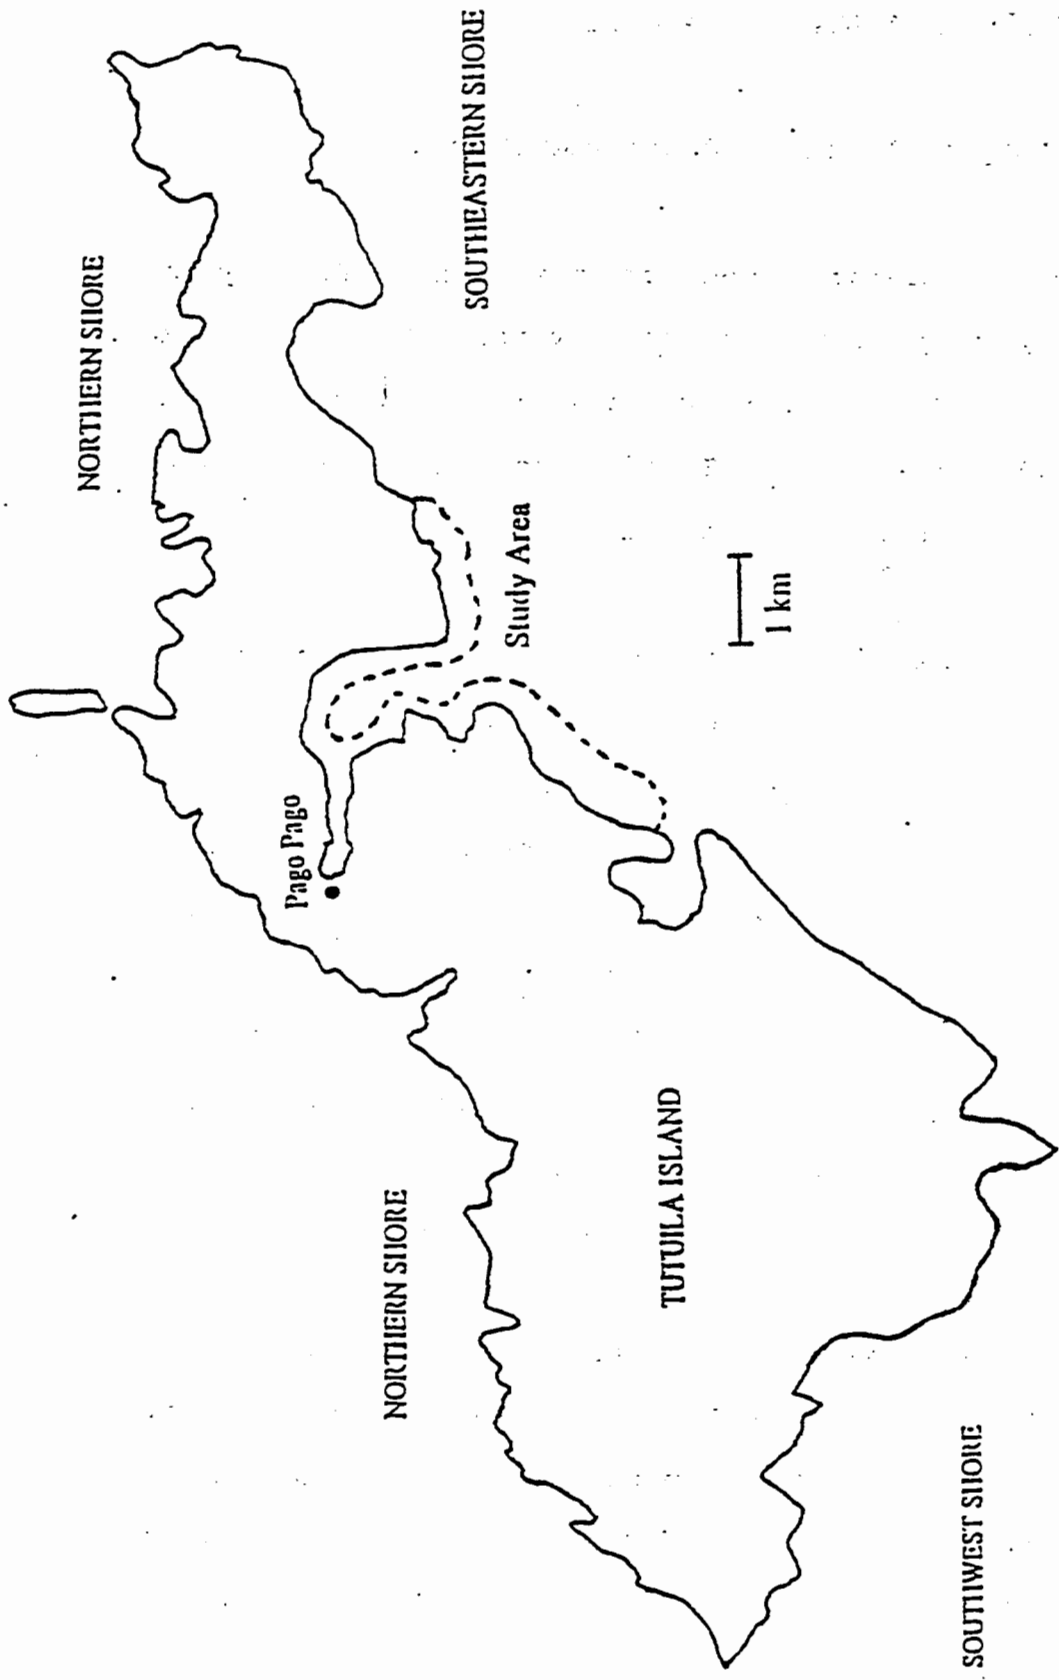 NORTHERN SHORE
SOUTHEASTERN SHORE
Pago Pago
Study Area
1 km
NORTHERN SHORE
TUTUILA ISLAND
SOUTHWEST SHORE